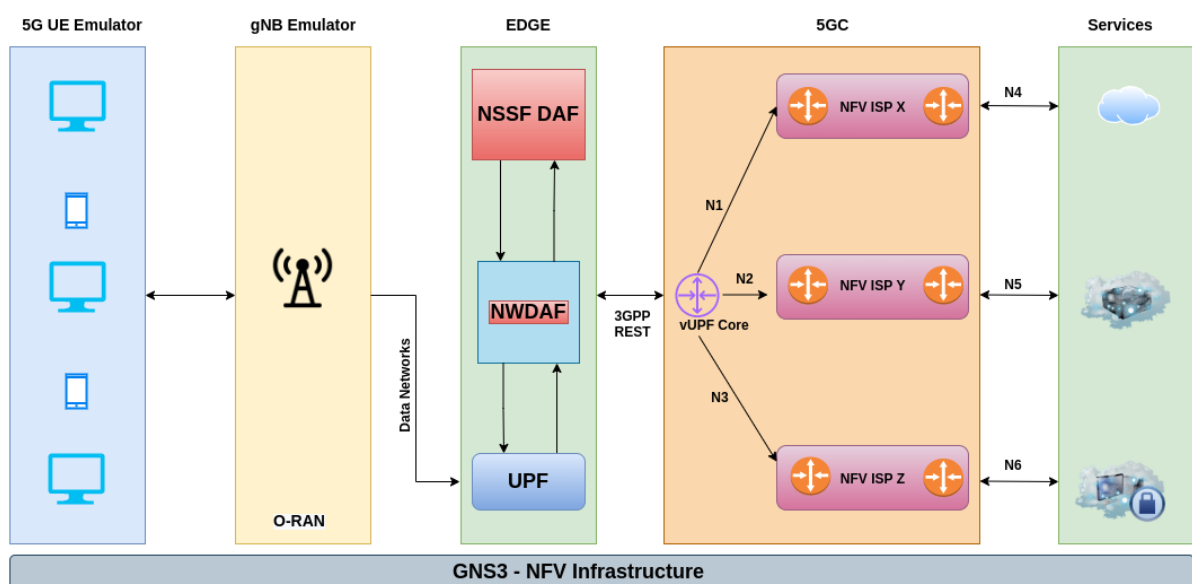 5G UE Emulator
gNB Emulator
EDGE
5GC
Services
O-RAN
Data Networks
NSSF DAF
NWDAF
UPF
3GPP
REST
vUPF Core
N1
N2
N3
NFV ISP X
NFV ISP Y
NFV ISP Z
N4
N5
N6
GNS3 - NFV Infrastructure